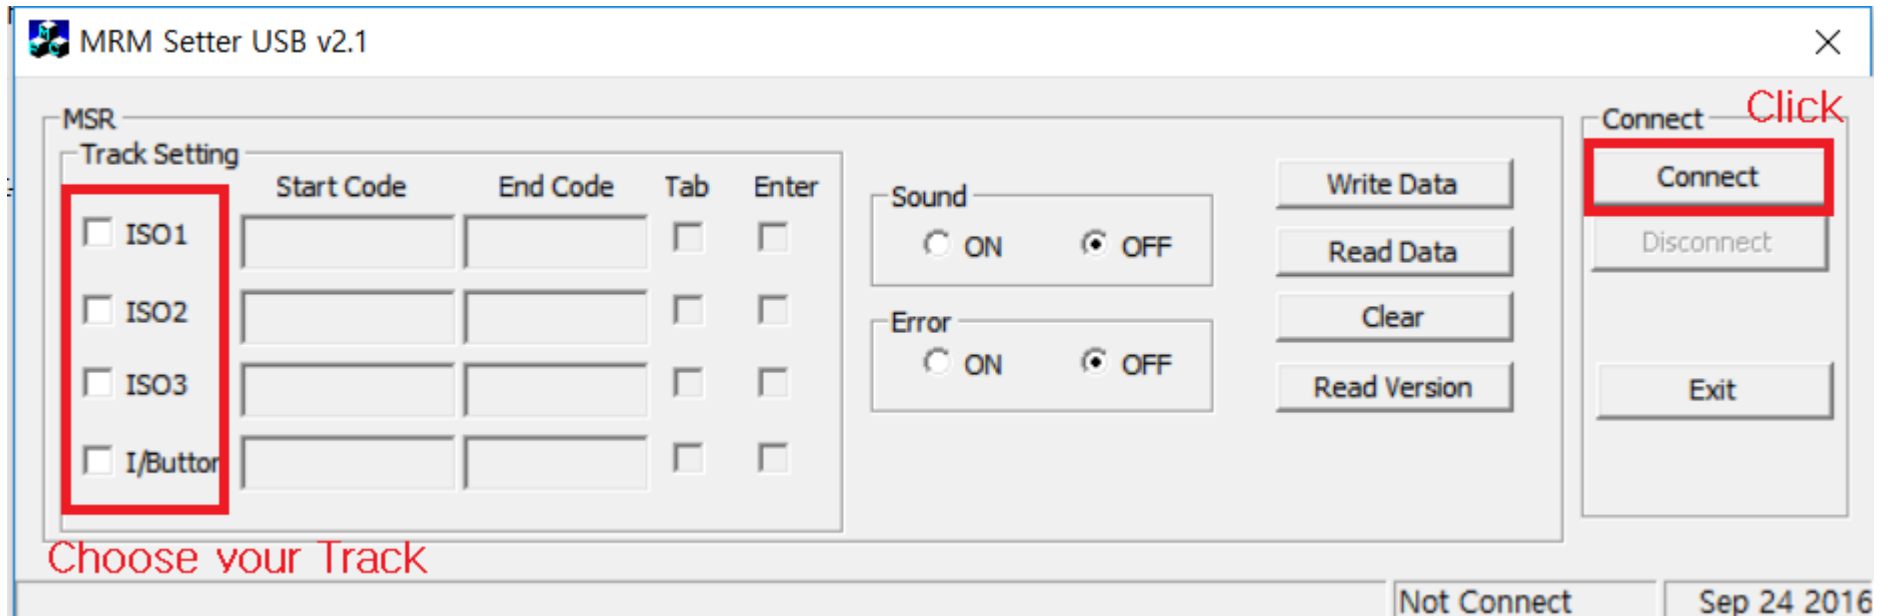 MRM Setter USB v2.1
MSR
Connect
Click
Track Setting
Start Code End Code Tab Enter
ISO1
ISO2
ISO3
I/Button
Sound
ON OFF
Error
ON OFF
Write Data
Read Data
Clear
Read Version
Connect
Disconnect
Exit
Choose your Track
Not Connect
Sep 24 2016